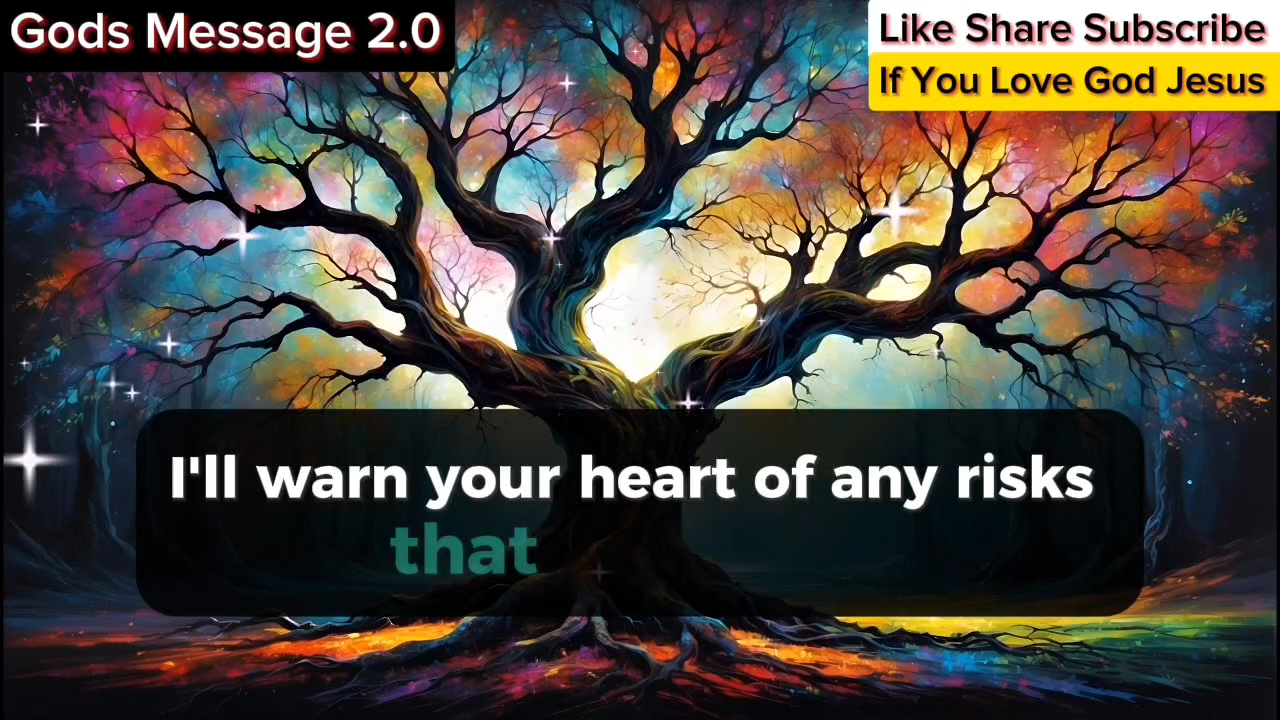 Gods Message 2.0
Like Share Subscribe
If You Love God Jesus
I'll warn your heart of any risks
that